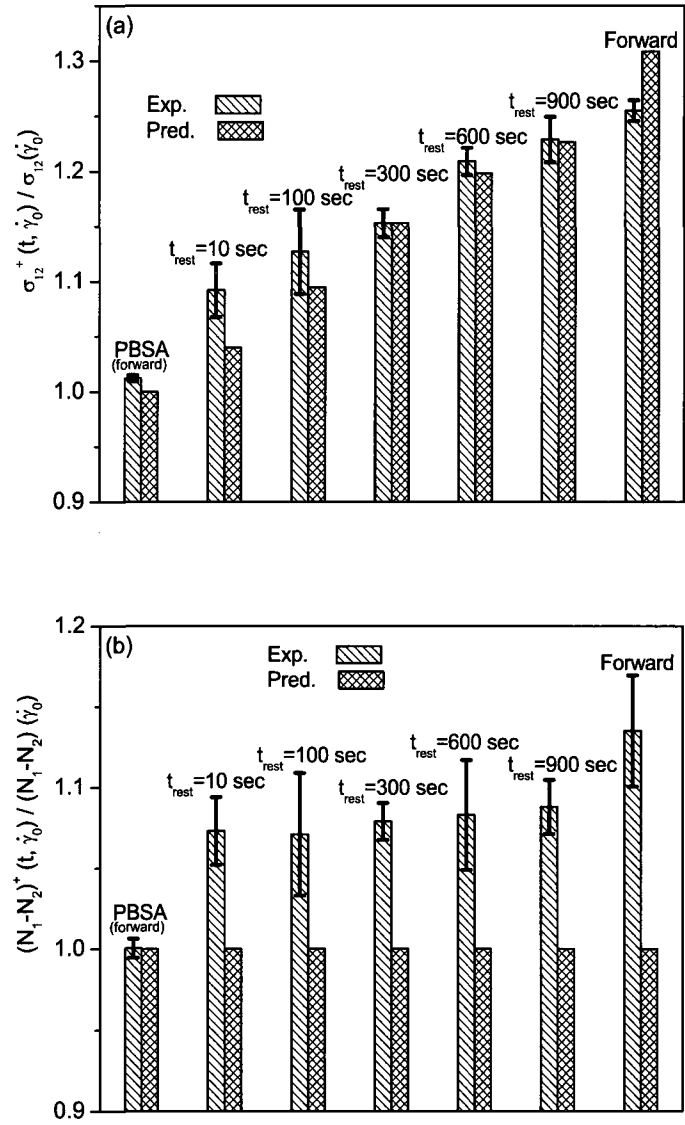 (a)
Forward
1.3
Exp.
Pred.
t_rest=900 sec
t_rest=600 sec
1.2
t_rest=300 sec
t_rest=100 sec
t_rest=10 sec
1.1
PBSA
(forward)
1.0
0.9
σ₁₂⁺ (t, γ̇₀) / σ₁₂(γ̇₀)
1.2
(b)
Exp.
Pred.
Forward
t_rest=600 sec
t_rest=100 sec
t_rest=900 sec
t_rest=10 sec
t_rest=300 sec
1.1
PBSA
(forward)
1.0
0.9
(N₁-N₂)⁺ (t, γ̇₀) / (N₁-N₂) (γ̇₀)